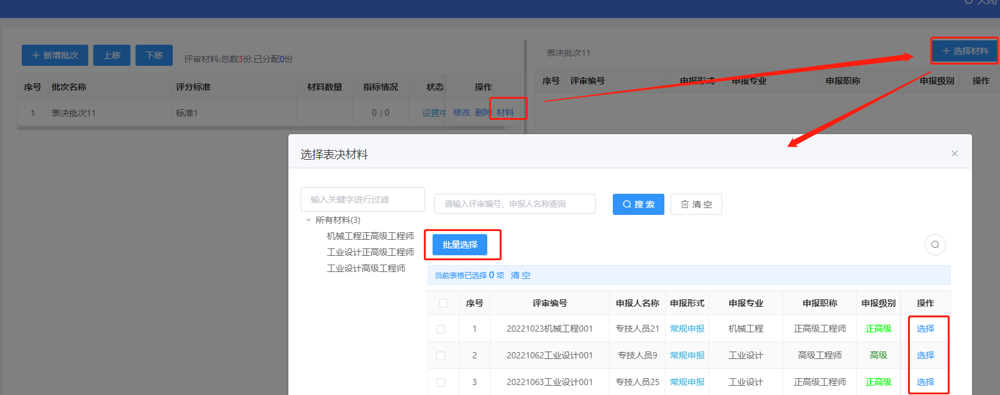 关闭
+ 新增批次 上移 下移 评审材料:总数3份,已分配0份
表决批次11 + 选择材料
序号 批次名称 评分标准 材料数量 指标情况 状态 操作
序号 评审编号 申报形式 申报专业 申报职称 申报级别 操作
1 表决批次11 标准1 0 | 0 设置中 修改 删除 材料
选择表决材料
输入关键字进行过滤 请输入评审编号、申报人名称查询 搜 索 清 空
所有材料(3)
机械工程正高级工程师
工业设计正高级工程师
工业设计高级工程师
批量选择
当前表格已选择 0 项 清 空
序号 评审编号 申报人名称 申报形式 申报专业 申报职称 申报级别 操作
1 20221023机械工程001 专技人员21 常规申报 机械工程 正高级工程师 正高级 选择
2 20221062工业设计001 专技人员9 常规申报 工业设计 高级工程师 高级 选择
3 20221063工业设计001 专技人员25 常规申报 工业设计 正高级工程师 正高级 选择